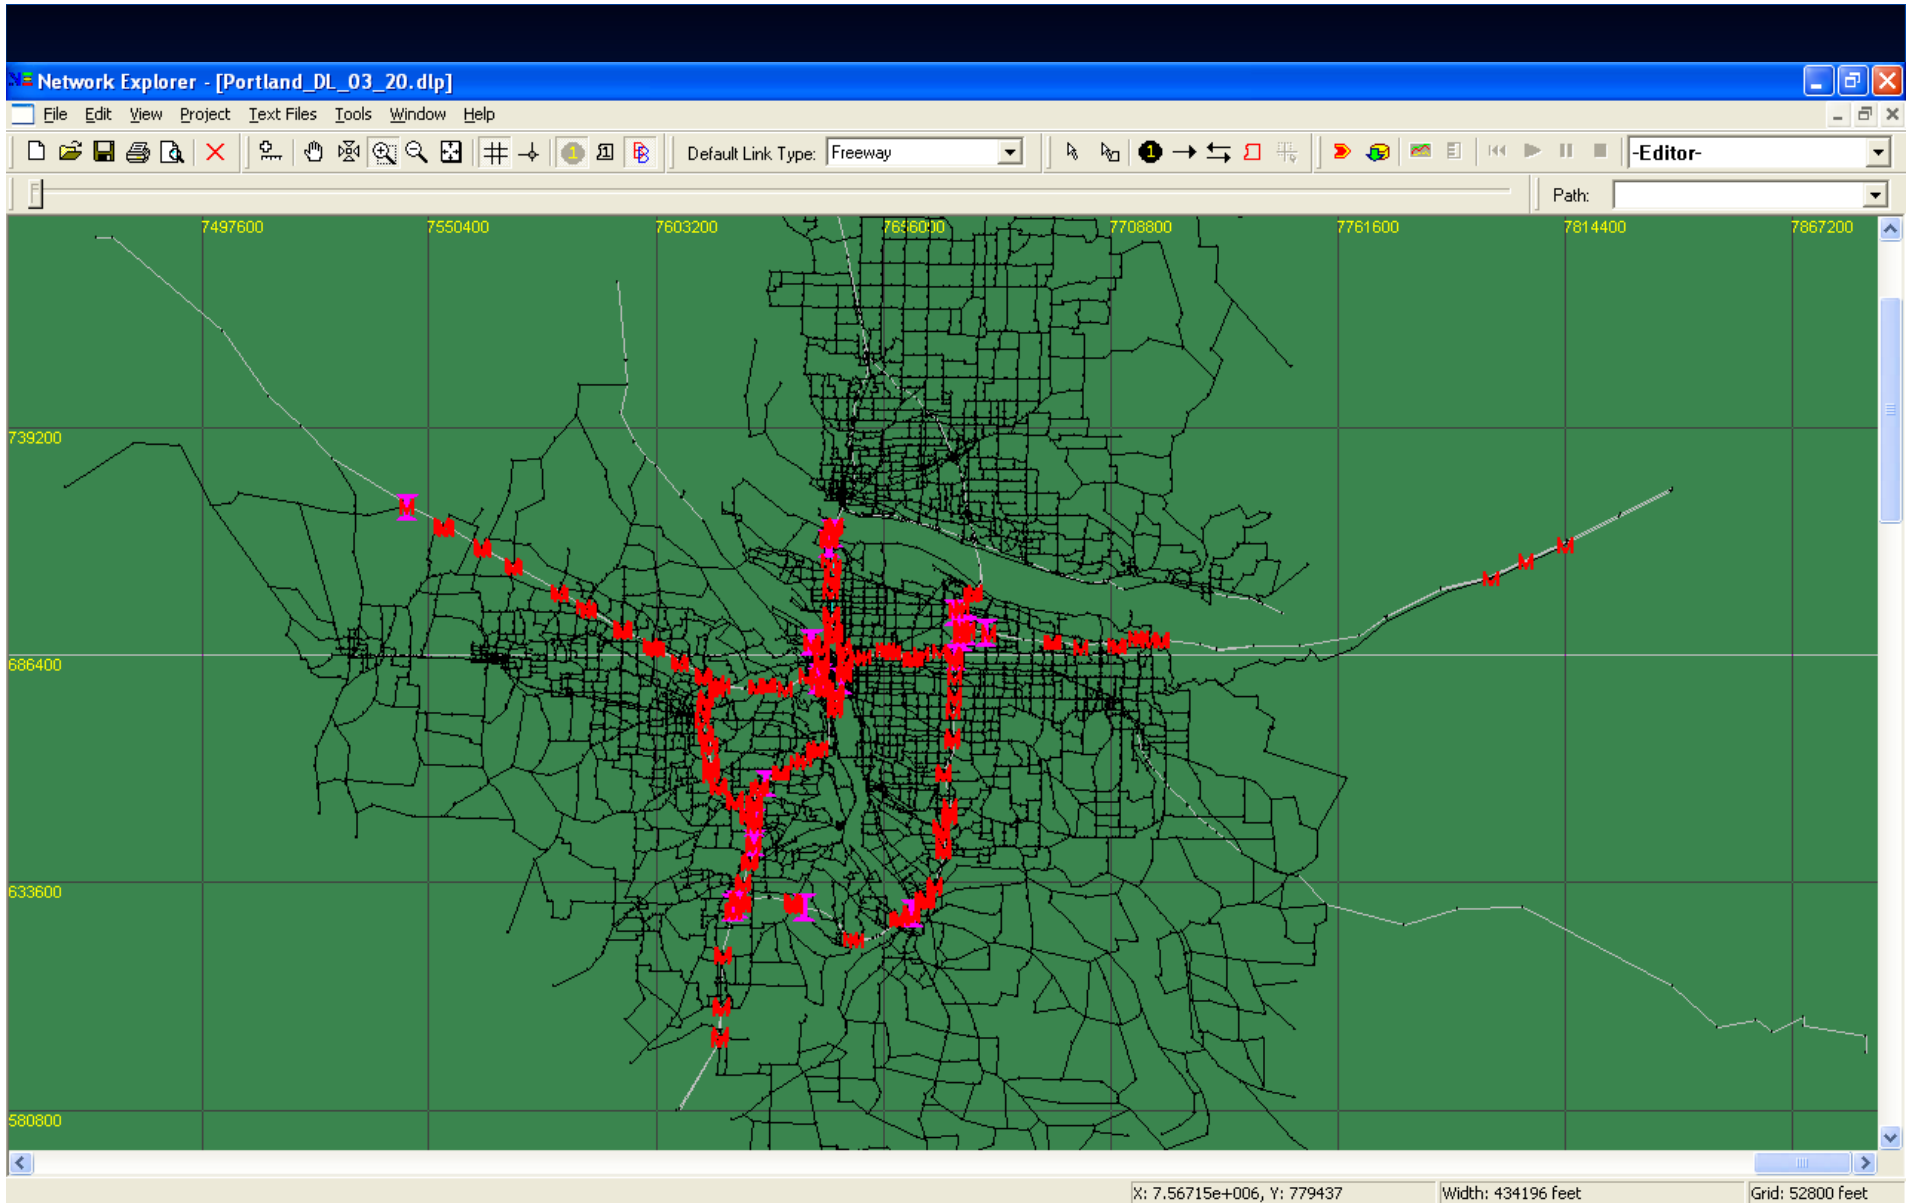 Network Explorer - [Portland_DL_03_20.dlp]
File Edit View Project Text Files Tools Window Help
Default Link Type: Freeway -Editor-
Path:
7497600 7550400 7603200 7656000 7708800 7761600 7814400 7867200
739200
686400
633600
580800
X: 7.56715e+006, Y: 779437 Width: 434196 feet Grid: 52800 feet